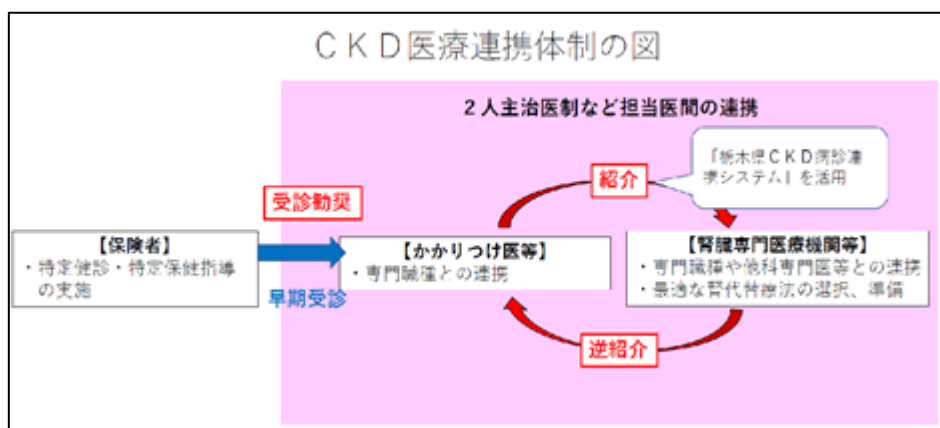 ＣＫＤ医療連携体制の図
２人主治医制など担当医間の連携
「栃木県ＣＫＤ病診連
携システム」を活用
紹介
受診勧奨
【保険者】
・特定健診・特定保健指導
の実施
早期受診
【かかりつけ医等】
・専門職種との連携
【腎臓専門医療機関等】
・専門職種や他科専門医等との連携
・最適な腎代替療法の選択、準備
逆紹介